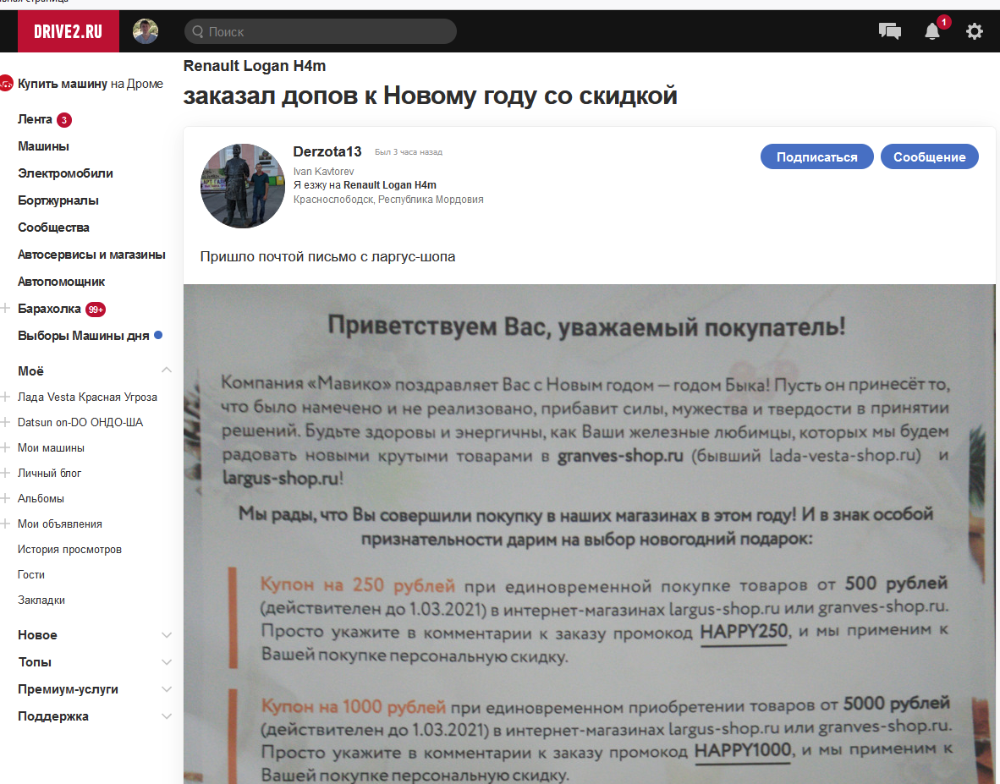 DRIVE2.RU
Поиск
1
Купить машину на Дроме
Лента 3
Машины
Электромобили
Бортжурналы
Сообщества
Автосервисы и магазины
Автопомощник
Барахолка 99+
Выборы Машины дня
Моё
Лада Vesta Красная Угроза
Datsun on-DO ОНДО-ША
Мои машины
Личный блог
Альбомы
Мои объявления
История просмотров
Гости
Закладки
Новое
Топы
Премиум-услуги
Поддержка
Renault Logan H4m
заказал допов к Новому году со скидкой
Derzota13 Был 3 часа назад
Ivan Kavtorev
Я езжу на Renault Logan H4m
Краснослободск, Республика Мордовия
Подписаться
Сообщение
Пришло почтой письмо с ларгус-шопа
Приветствуем Вас, уважаемый покупатель!
Компания «Мавико» поздравляет Вас с Новым годом — годом Быка! Пусть он принесёт то,
что было намечено и не реализовано, прибавит силы, мужества и твердости в принятии
решений. Будьте здоровы и энергичны, как Ваши железные любимцы, которых мы будем
радовать новыми крутыми товарами в granves-shop.ru (бывший lada-vesta-shop.ru) и
largus-shop.ru!
Мы рады, что Вы совершили покупку в наших магазинах в этом году! И в знак особой
признательности дарим на выбор новогодний подарок:
Купон на 250 рублей при единовременной покупке товаров от 500 рублей
(действителен до 1.03.2021) в интернет-магазинах largus-shop.ru или granves-shop.ru.
Просто укажите в комментарии к заказу промокод HAPPY250, и мы применим к
Вашей покупке персональную скидку.
Купон на 1000 рублей при единовременном приобретении товаров от 5000 рублей
(действителен до 1.03.2021) в интернет-магазинах largus-shop.ru или granves-shop.ru.
Просто укажите в комментарии к заказу промокод HAPPY1000, и мы применим к
Вашей покупке персональную скидку.